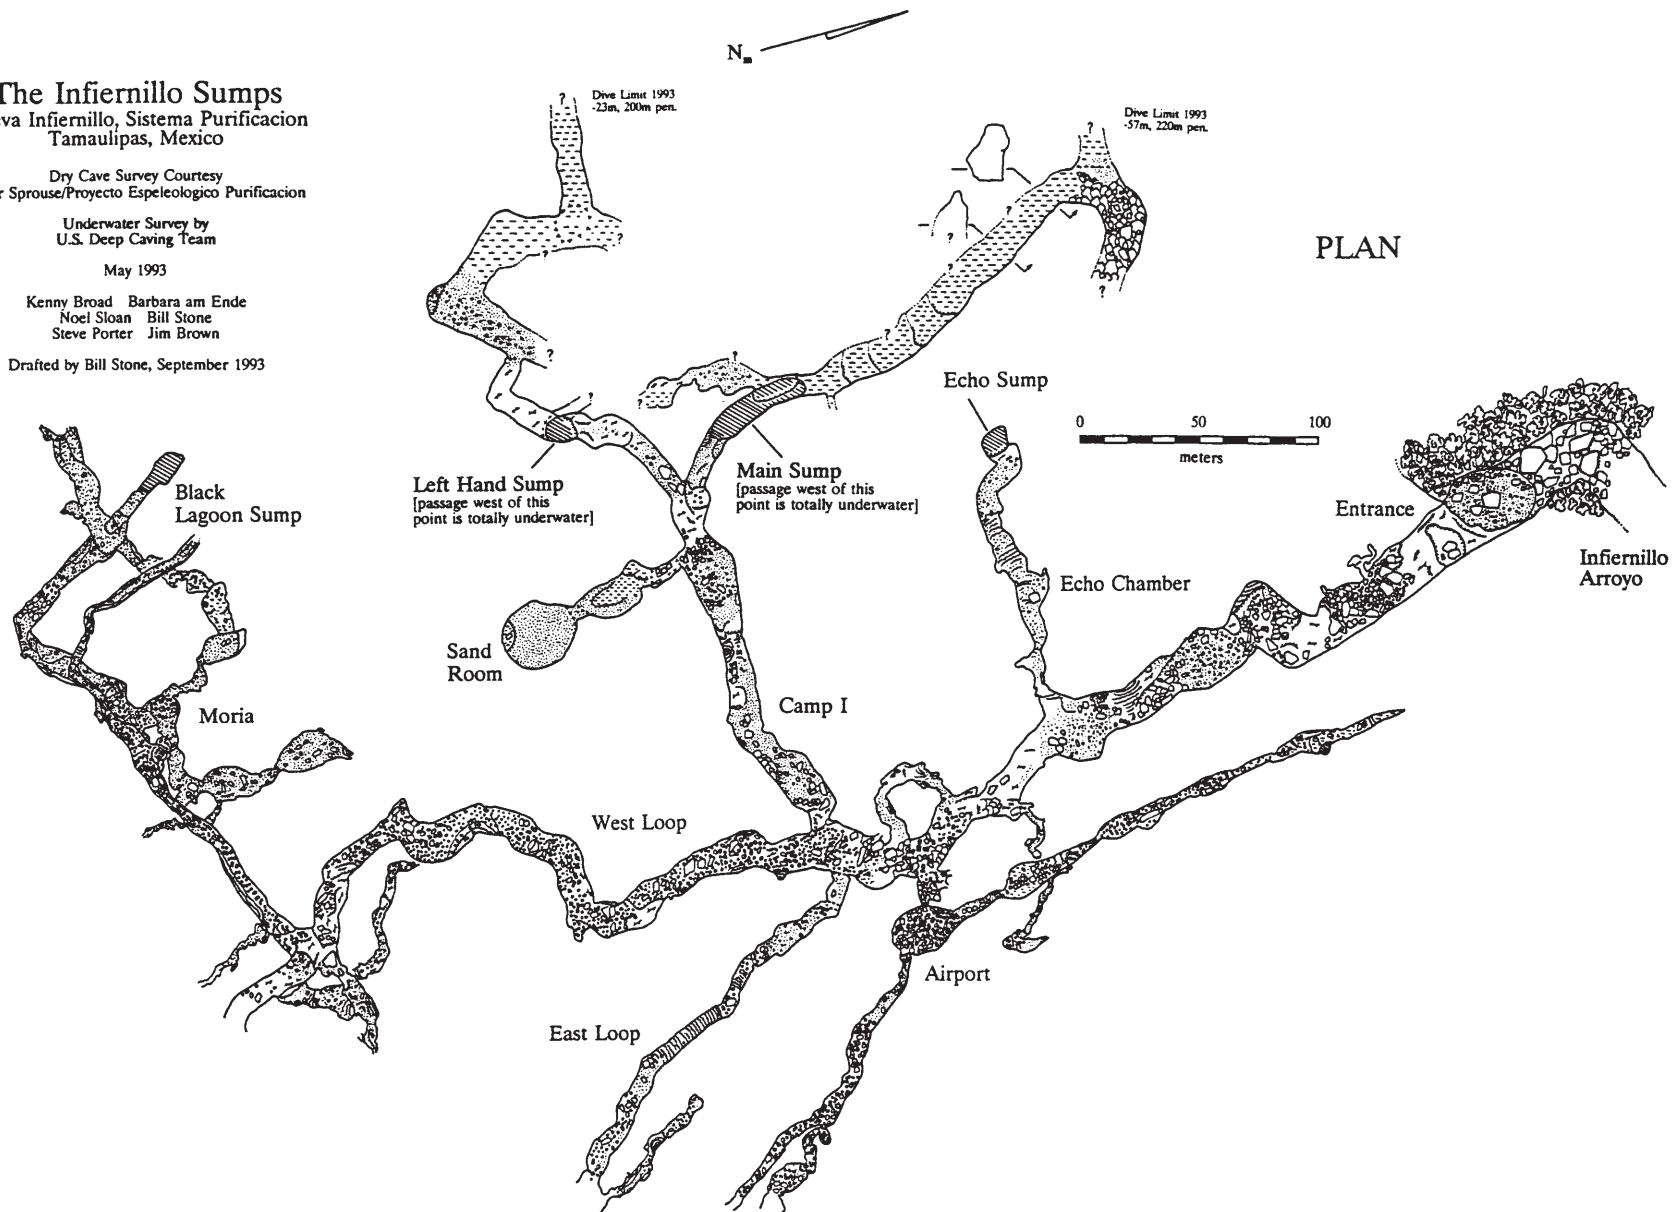 The Infiernillo Sumps
va Infiernillo, Sistema Purificacion
Tamaulipas, Mexico
Dry Cave Survey Courtesy
r Sprouse/Proyecto Espeleologico Purificacion
Underwater Survey by
U.S. Deep Caving Team
May 1993
Kenny Broad Barbara am Ende
Noel Sloan Bill Stone
Steve Porter Jim Brown
Drafted by Bill Stone, September 1993
Nm
?
Dive Limit 1993
-23m, 200m pen.
Dive Limit 1993
-57m, 220m pen.
?
?
?
?
?
?
?
PLAN
?
?
?
?
?
?
Echo Sump
0 50 100
meters
Left Hand Sump
[passage west of this
point is totally underwater]
Main Sump
[passage west of this
point is totally underwater]
Black
Lagoon Sump
Entrance
Infiernillo
Arroyo
Echo Chamber
Sand
Room
Moria
Camp I
West Loop
Airport
East Loop